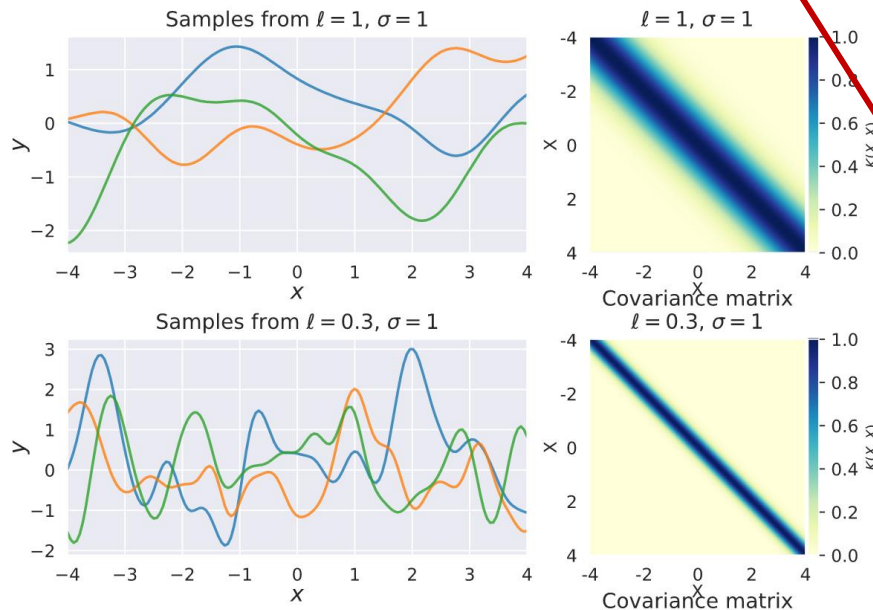 Samples from ℓ = 1, σ = 1
y
1
0
−1
−2
−4 −3 −2 −1 0 1 2 3 4
x
ℓ = 1, σ = 1
X
-4
-2
0
2
4
-4 -2 0 2 4
X
Covariance matrix
1.0
0.8
0.6
0.4
0.2
0.0
K(X,X)
Samples from ℓ = 0.3, σ = 1
y
3
2
1
0
−1
−2
−4 −3 −2 −1 0 1 2 3 4
x
ℓ = 0.3, σ = 1
X
-4
-2
0
2
4
-4 -2 0 2 4
X
Covariance matrix
1.0
0.8
0.6
0.4
0.2
0.0
K(X,X)